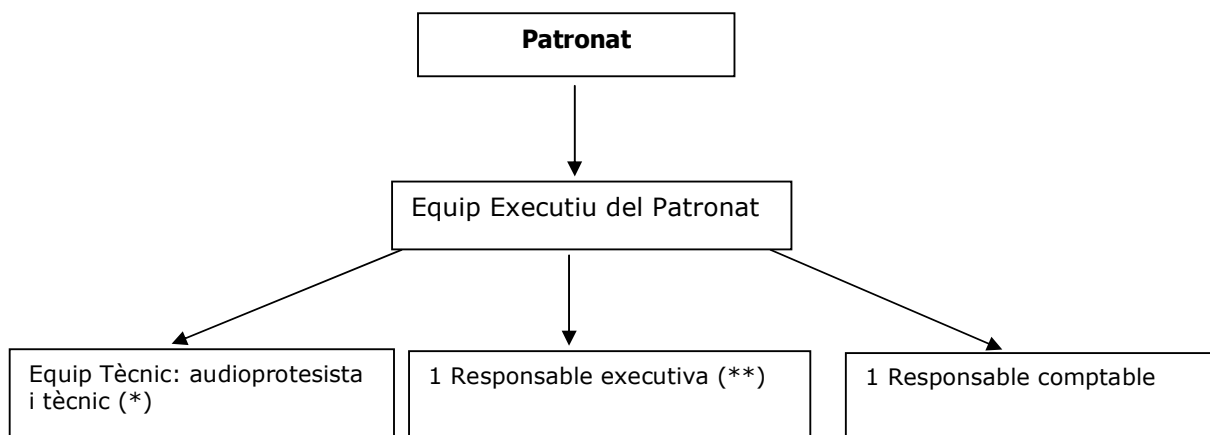 Patronat
Equip Executiu del Patronat
Equip Tècnic: audioprotesista
i tècnic (*)
1 Responsable executiva (**)
1 Responsable comptable